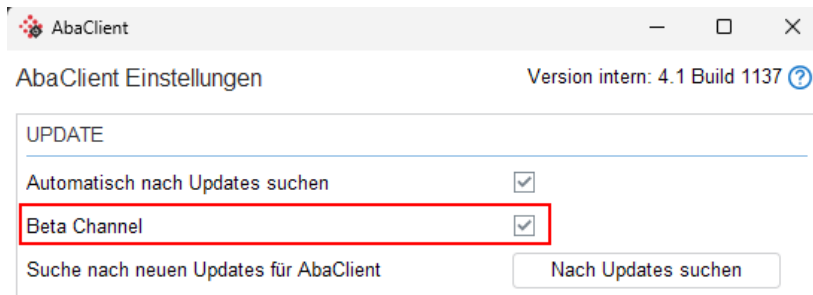 AbaClient
AbaClient Einstellungen
Version intern: 4.1 Build 1137 ?
UPDATE
Automatisch nach Updates suchen
Beta Channel
Suche nach neuen Updates für AbaClient
Nach Updates suchen